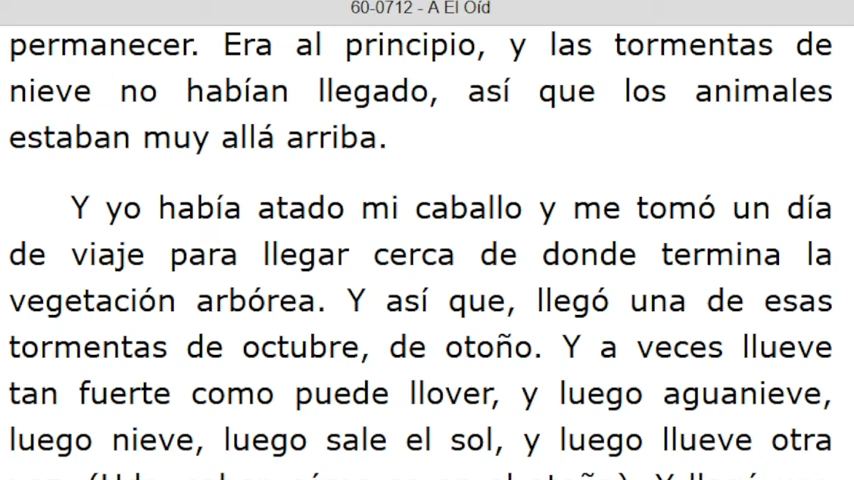 60-0712 - A El Oíd
permanecer. Era al principio, y las tormentas de
nieve no habían llegado, así que los animales
estaban muy allá arriba.
Y yo había atado mi caballo y me tomó un día
de viaje para llegar cerca de donde termina la
vegetación arbórea. Y así que, llegó una de esas
tormentas de octubre, de otoño. Y a veces llueve
tan fuerte como puede llover, y luego aguanieve,
luego nieve, luego sale el sol, y luego llueve otra